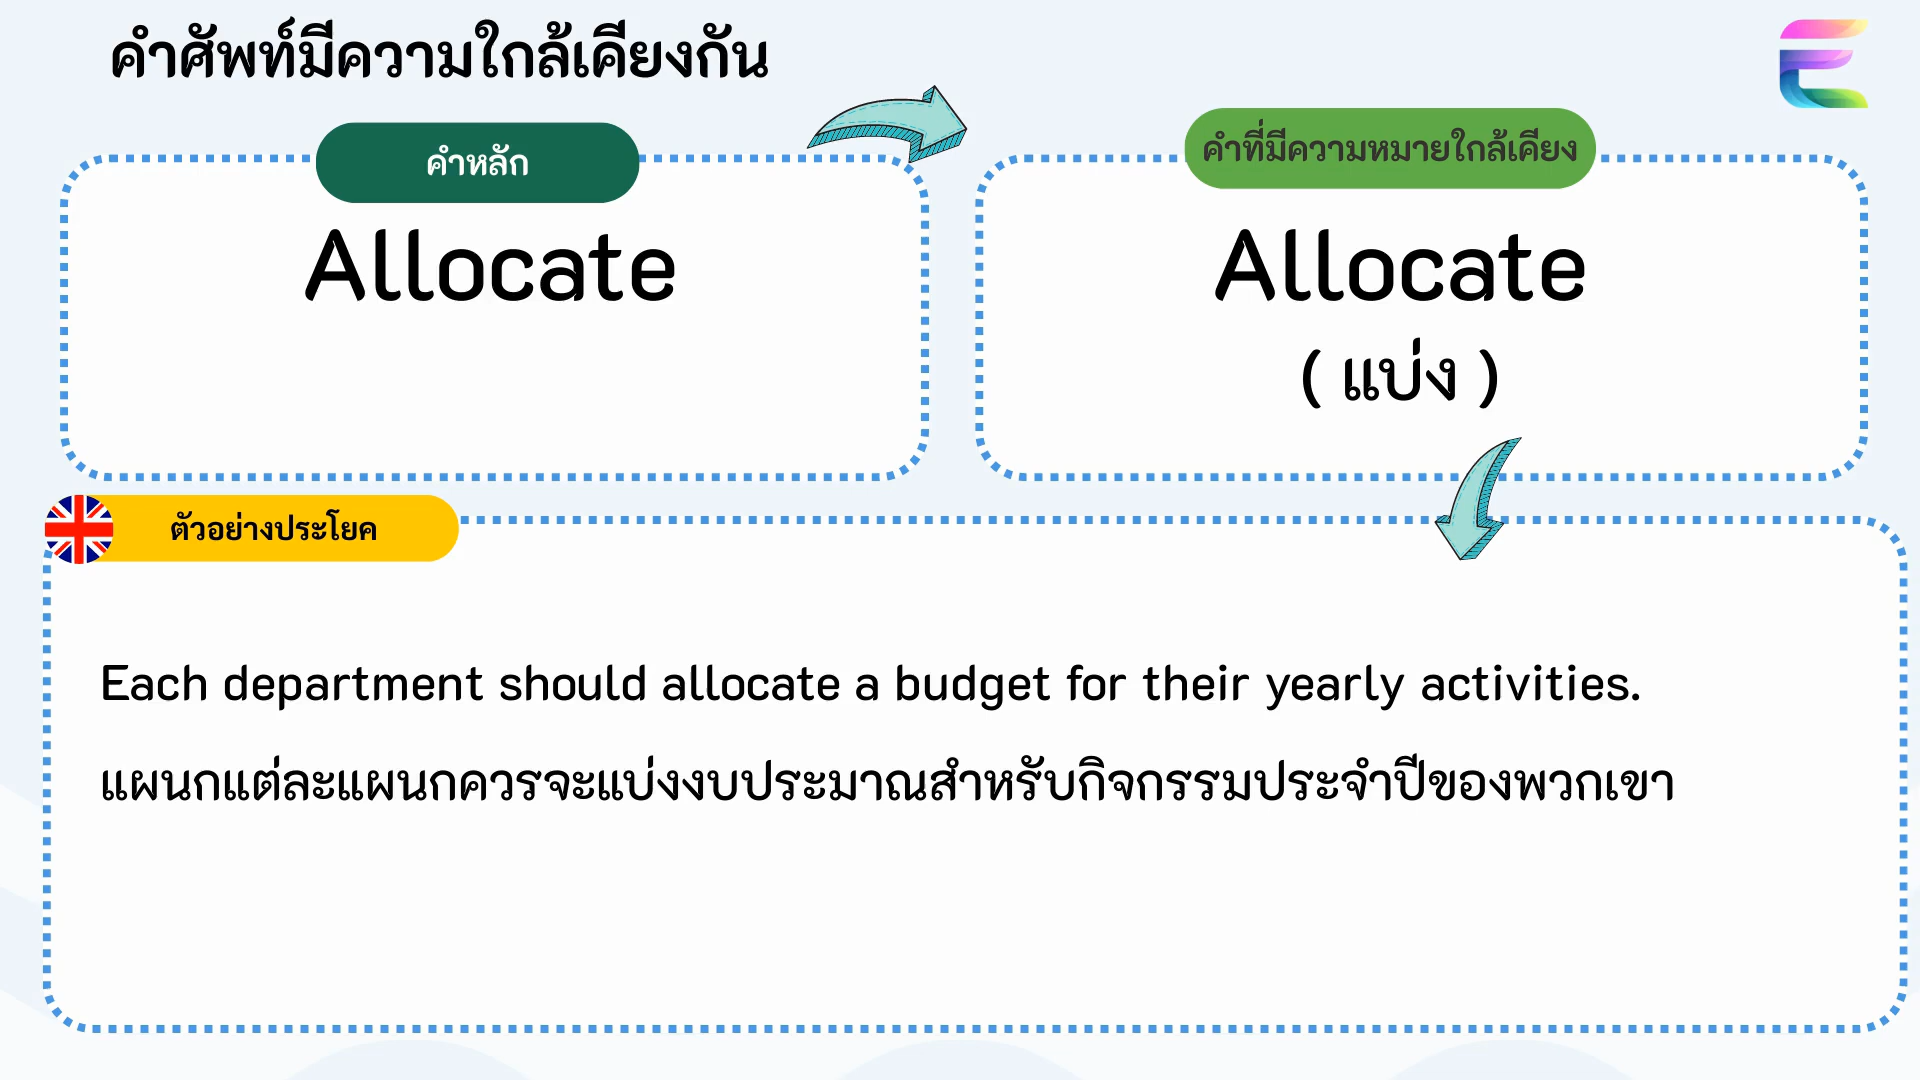 คำศัพท์มีความใกล้เคียงกัน
คำหลัก
Allocate
คำที่มีความหมายใกล้เคียง
Allocate
( แบ่ง )
ตัวอย่างประโยค
Each department should allocate a budget for their yearly activities.
แผนกแต่ละแผนกควรจะแบ่งงบประมาณสำหรับกิจกรรมประจำปีของพวกเขา